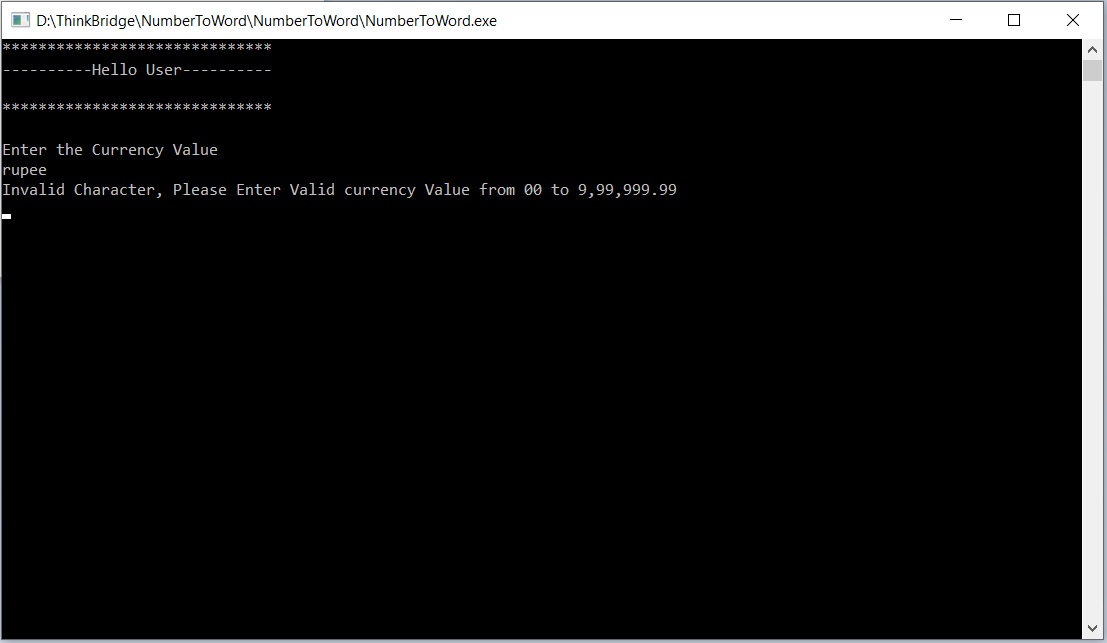 D:\ThinkBridge\NumberToWord\NumberToWord\NumberToWord.exe
******************************
----------Hello User----------
******************************
Enter the Currency Value
rupee
Invalid Character, Please Enter Valid currency Value from 00 to 9,99,999.99